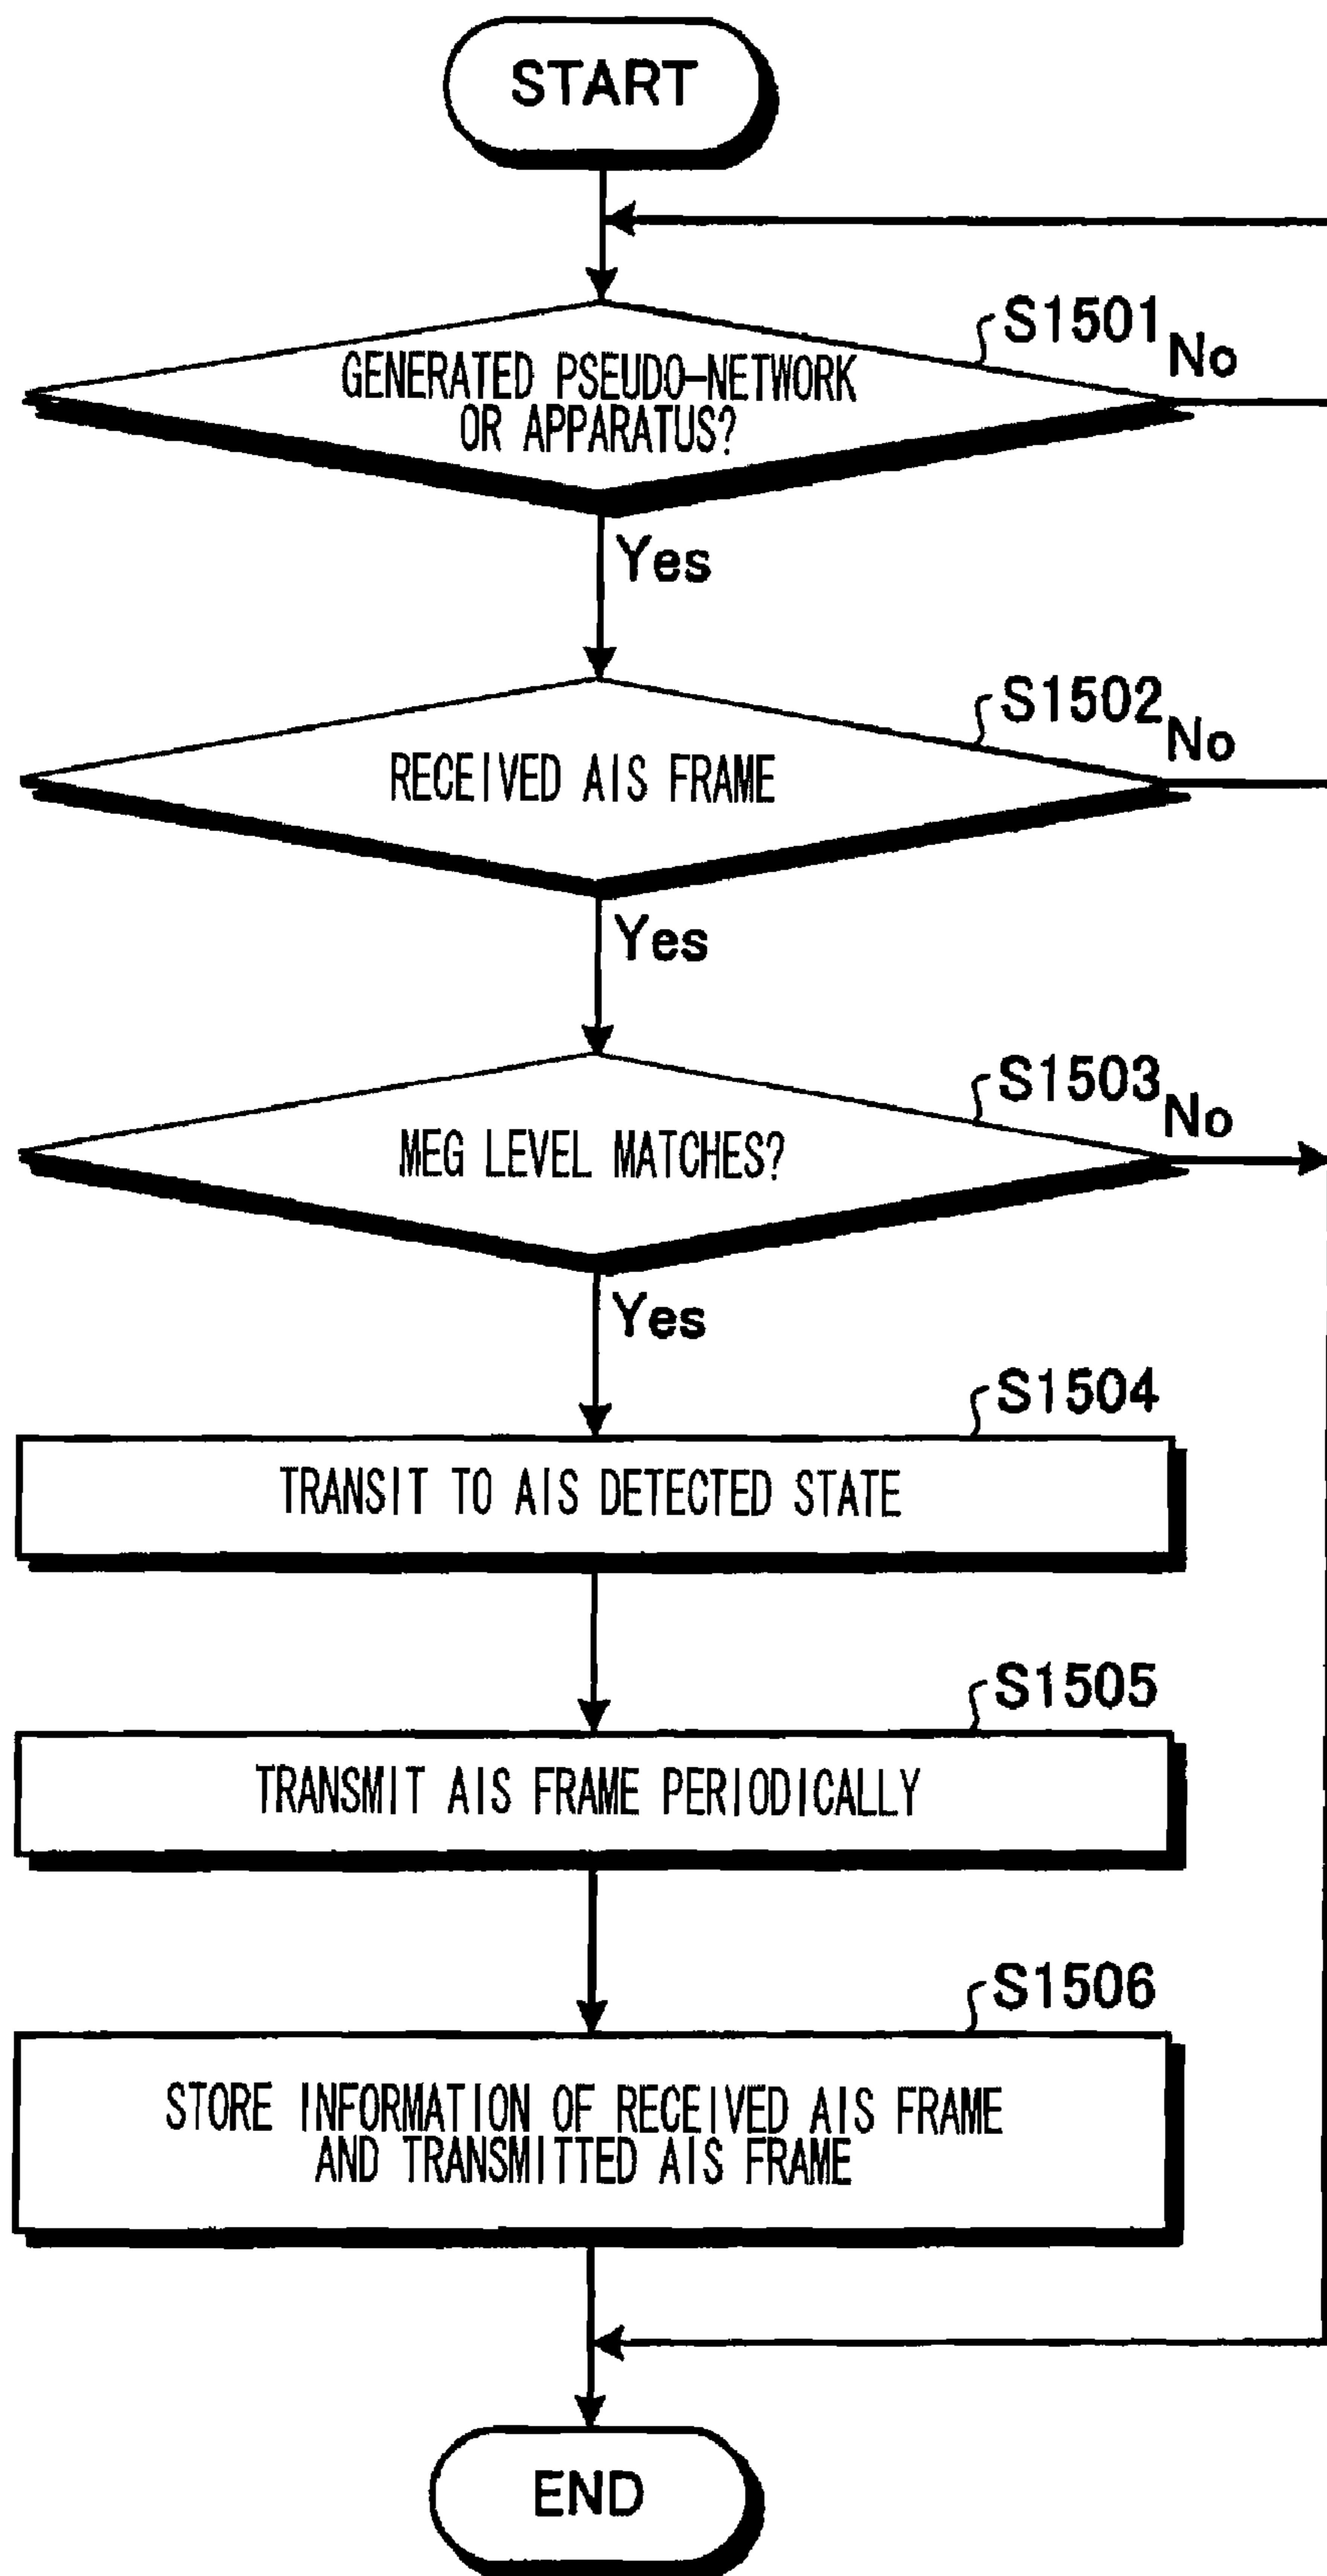 START
S1501
No
GENERATED PSEUDO-NETWORK
OR APPARATUS?
Yes
S1502
No
RECEIVED AIS FRAME
Yes
S1503
No
MEG LEVEL MATCHES?
Yes
S1504
TRANSIT TO AIS DETECTED STATE
S1505
TRANSMIT AIS FRAME PERIODICALLY
S1506
STORE INFORMATION OF RECEIVED AIS FRAME
AND TRANSMITTED AIS FRAME
END